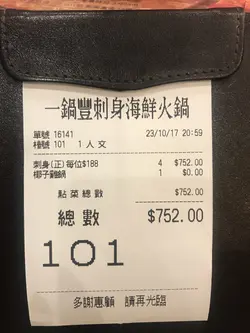 一鍋豐刺身海鮮火鍋
單號 16141 23/10/17 20:59
檯號 101 1 人 文
刺身(正)每位$188 4 $752.00
椰子雞鍋 1 $0.00
點菜總數 $752.00
總數 $752.00
101
多謝惠顧 請再光臨